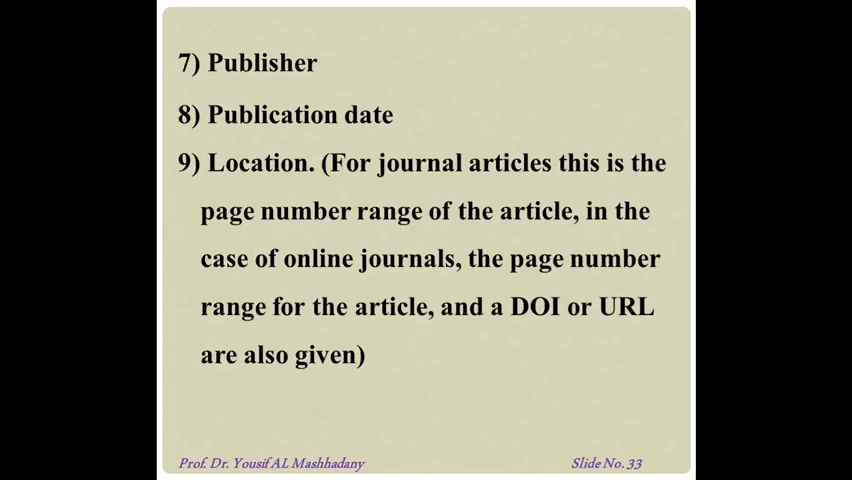 7) Publisher
8) Publication date
9) Location. (For journal articles this is the
page number range of the article, in the
case of online journals, the page number
range for the article, and a DOI or URL
are also given)
Prof. Dr. Yousif AL Mashhadany
Slide No. 33